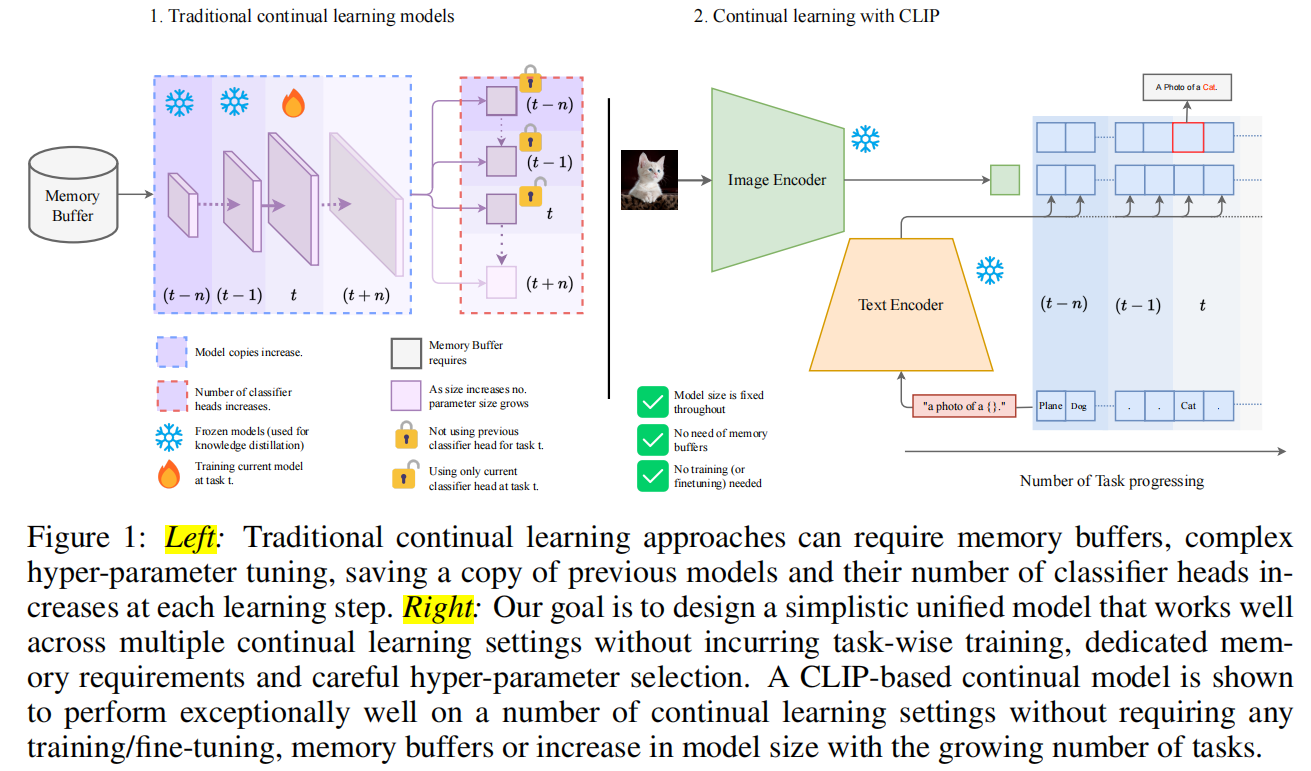 1. Traditional continual learning models
2. Continual learning with CLIP
Memory
Buffer
(t − n)
(t − 1)
t
(t + n)
(t − n)
(t − 1)
t
(t + n)
Model copies increase.
Number of classifier
heads increases.
Frozen models (used for
knowledge distillation)
Training current model
at task t.
Memory Buffer
requires
As size increases no.
parameter size grows
Not using previous
classifier head for task t.
Using only current
classifier head at task t.
Image Encoder
Text Encoder
A Photo of a Cat.
(t − n)
(t − 1)
t
"a photo of a {}."
Plane
Dog
.
.
Cat
.
Model size is fixed
throughout
No need of memory
buffers
No training (or
finetuning) needed
Number of Task progressing
Figure 1: Left: Traditional continual learning approaches can require memory buffers, complex
hyper-parameter tuning, saving a copy of previous models and their number of classifier heads in-
creases at each learning step. Right: Our goal is to design a simplistic unified model that works well
across multiple continual learning settings without incurring task-wise training, dedicated mem-
ory requirements and careful hyper-parameter selection. A CLIP-based continual model is shown
to perform exceptionally well on a number of continual learning settings without requiring any
training/fine-tuning, memory buffers or increase in model size with the growing number of tasks.